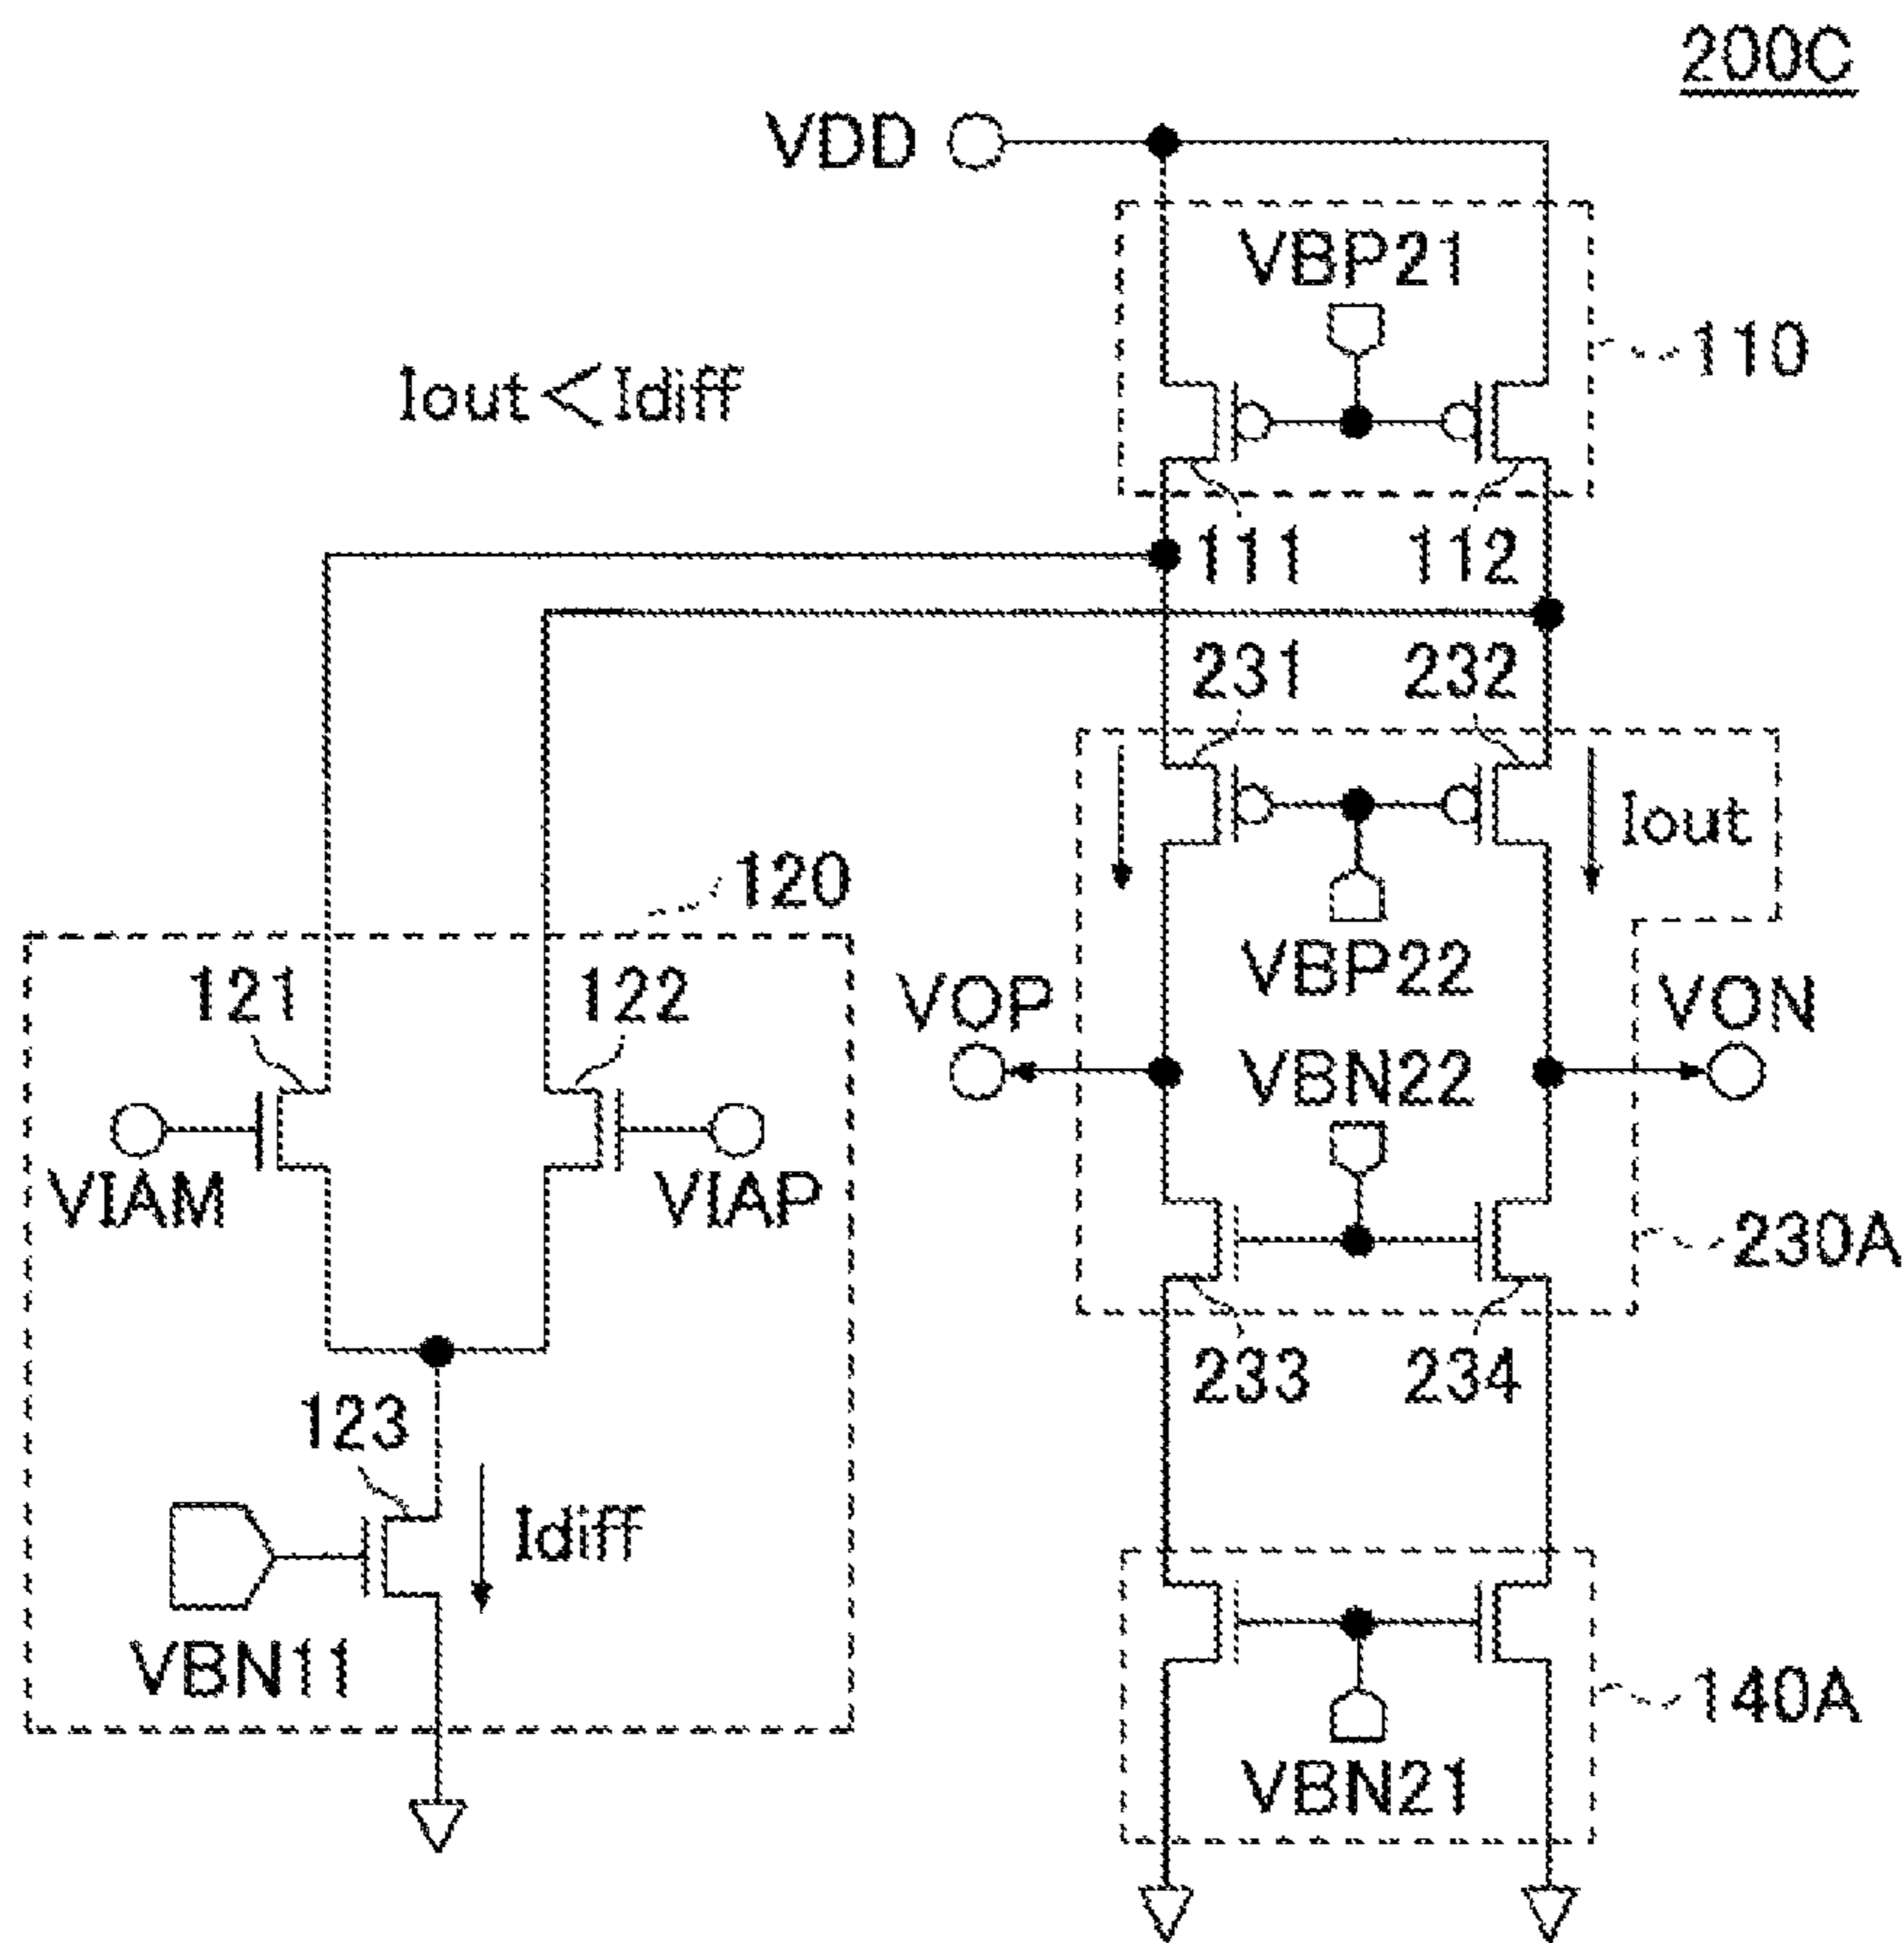 200C
VDD
VBP21
110
Iout<Idiff
111
112
231
232
Iout
120
VBP22
121
122
VOP
VON
VBN22
VIAM
VIAP
230A
233
234
123
Idiff
VBN11
140A
VBN21